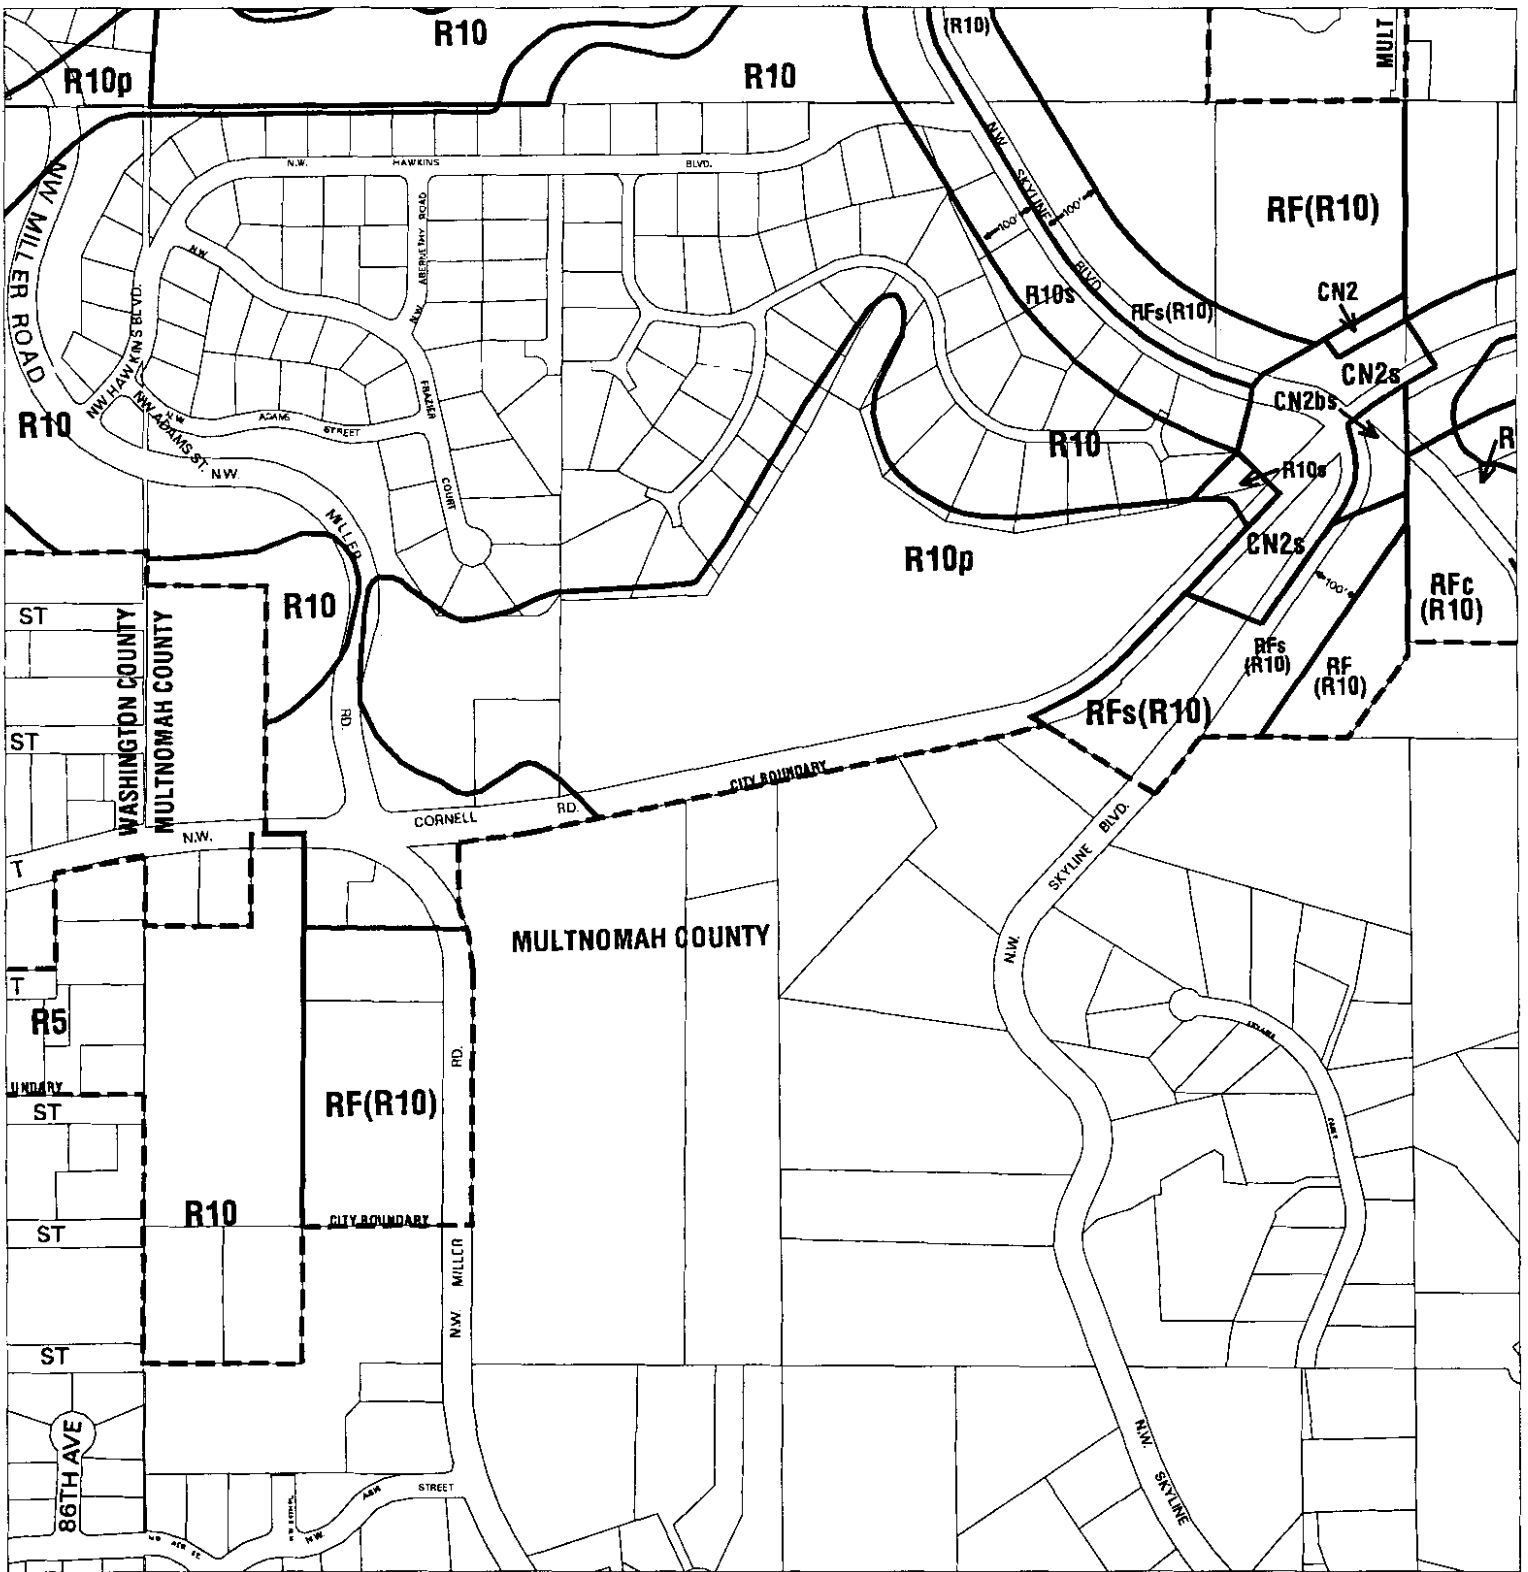 R10
R10
(R10)
MULT
R10p
N.W.
HAWKINS
BLVD.
N.W.
SKYLINE
BLVD
100'
100'
RF(R10)
NW MILLER ROAD
N.W.
N.W. ABERNETHY ROAD
R10s
RFs(R10)
CN2
CN2s
CN2bs
NW HAWKINS BLVD.
NW ADAMS ST.
N.W.
ADAMS
STREET
FRAZIER
COURT
R10
R10
R10s
R
N.W.
MILLER
RD.
R10p
CN2s
100'
RFc
(R10)
R10
ST
WASHINGTON COUNTY
MULTNOMAH COUNTY
RFs
(R10)
RF
(R10)
RFs(R10)
ST
CITY BOUNDARY
CORNELL
RD.
N.W.
T
SKYLINE
BLVD.
MULTNOMAH COUNTY
N.W.
T
R5
RD.
UNDARY
ST
RF(R10)
R10
CITY BOUNDARY
ST
N.W.
MILLER
ST
86TH AVE
N.W.
ASH
STREET
N.W.
SKYLINE